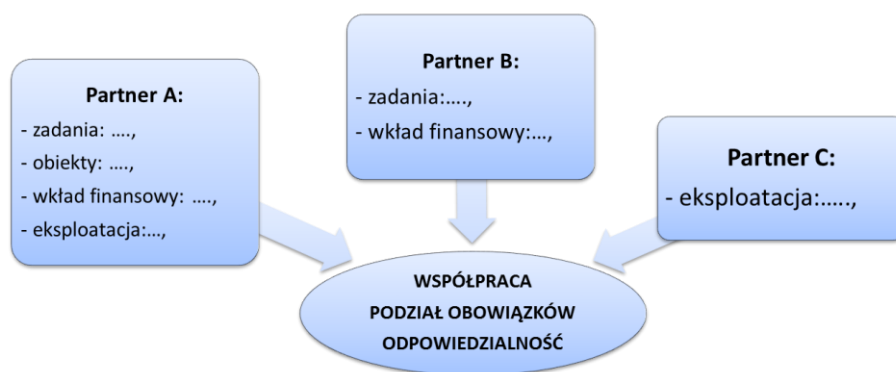 Partner A:
- zadania: ....,
- obiekty: ....,
- wkład finansowy: ....,
- eksploatacja:...,
Partner B:
- zadania:....,
- wkład finansowy:...,
Partner C:
- eksploatacja:.....,
WSPÓŁPRACA
PODZIAŁ OBOWIĄZKÓW
ODPOWIEDZIALNOŚĆ